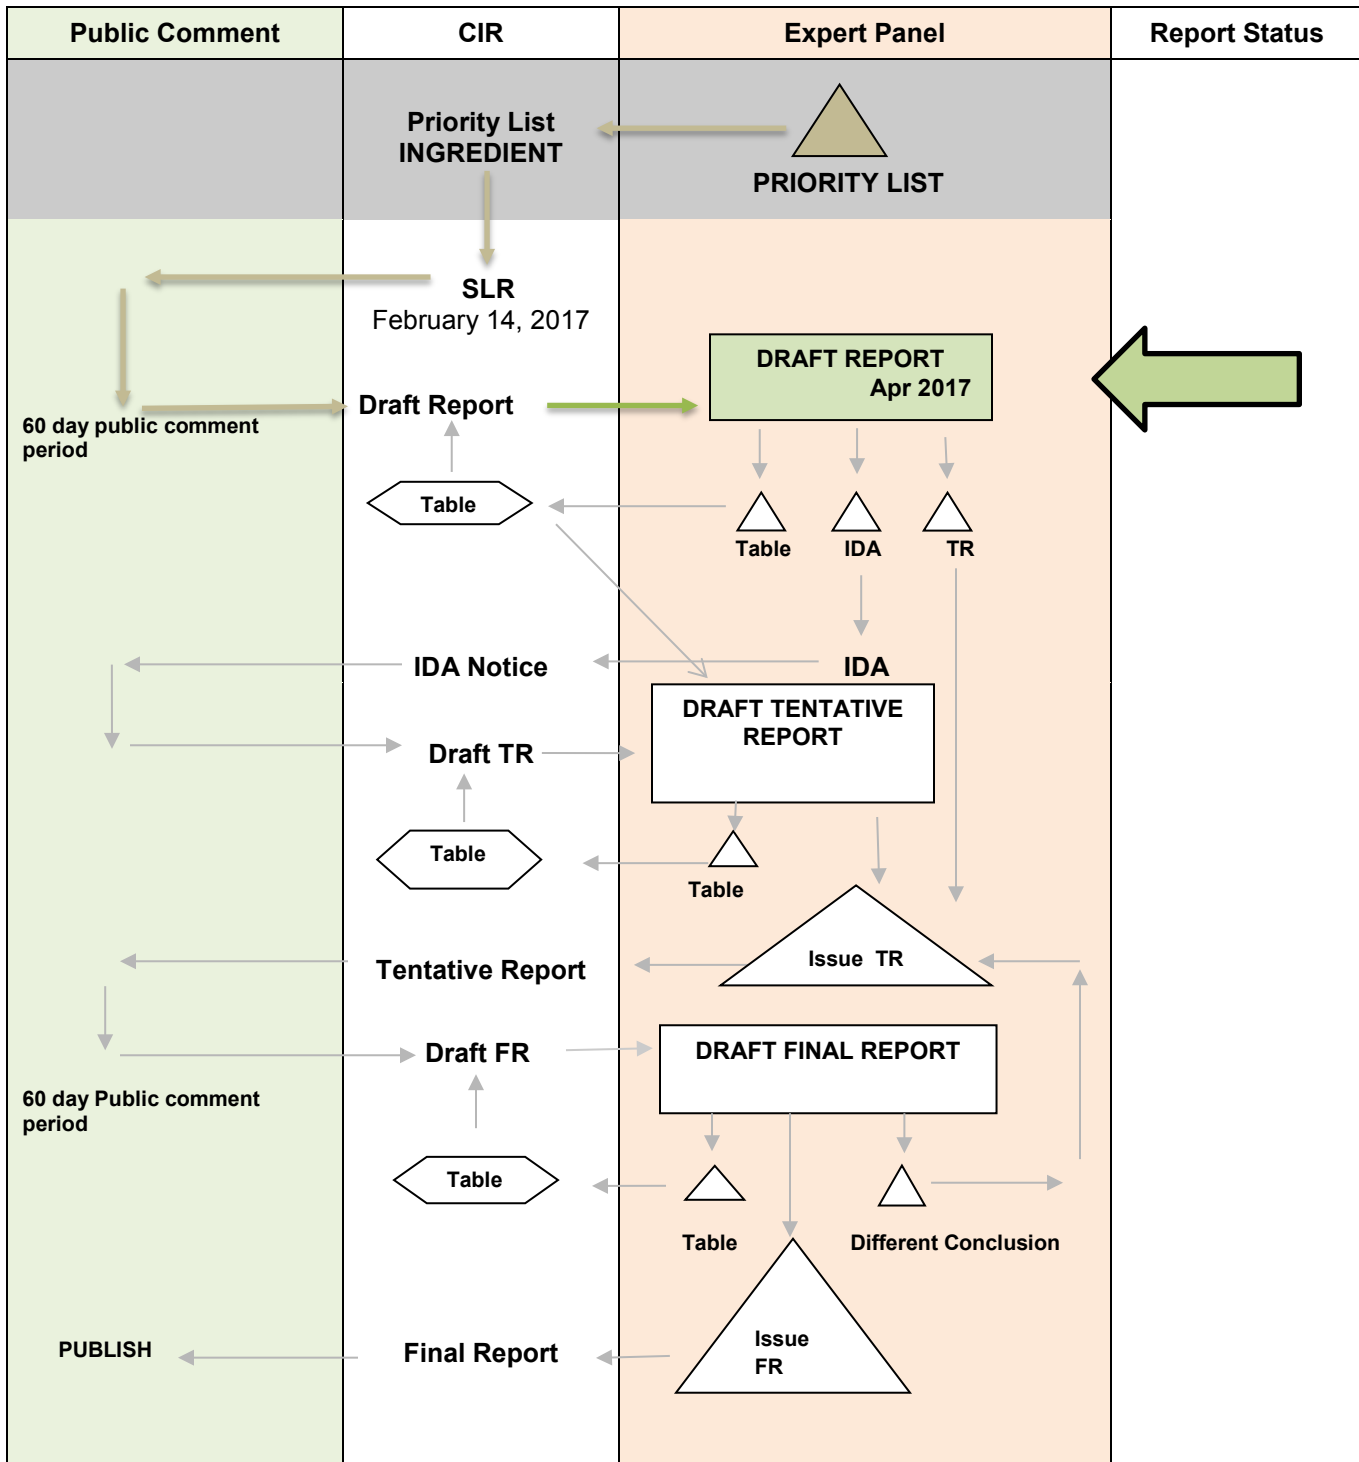 Public Comment
CIR
Expert Panel
Report Status
Priority List
INGREDIENT
PRIORITY LIST
SLR
February 14, 2017
DRAFT REPORT
Apr 2017
60 day public comment
period
Draft Report
Table
Table
IDA
TR
IDA Notice
IDA
DRAFT TENTATIVE
REPORT
Draft TR
Table
Table
Issue TR
Tentative Report
Draft FR
DRAFT FINAL REPORT
60 day Public comment
period
Table
Table
Different Conclusion
PUBLISH
Final Report
Issue
FR